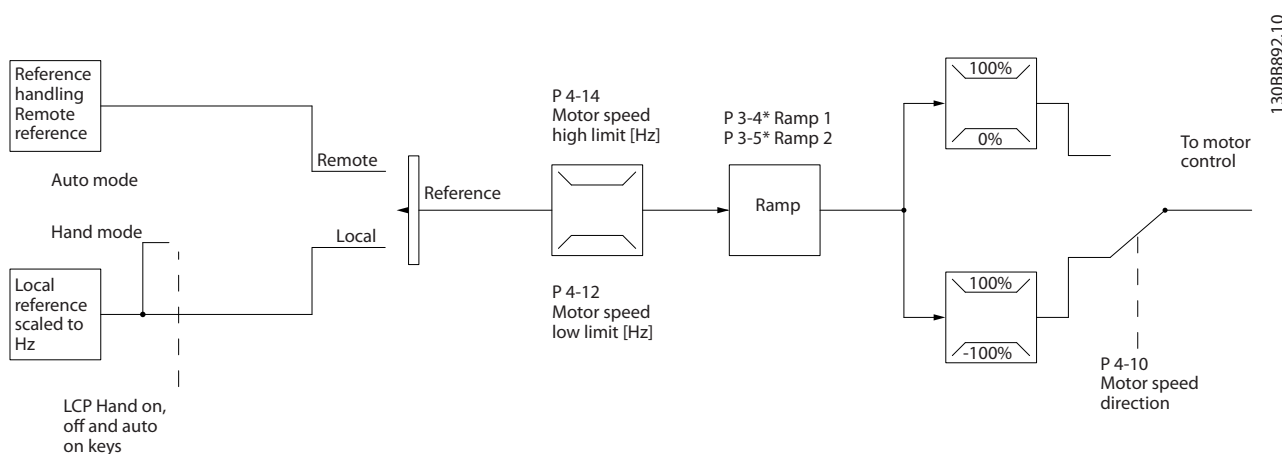 Reference
handling
Remote
reference
Auto mode
Hand mode
Local
reference
scaled to
Hz
LCP Hand on,
off and auto
on keys
Remote
Local
Reference
P 4-14
Motor speed
high limit [Hz]
P 4-12
Motor speed
low limit [Hz]
P 3-4* Ramp 1
P 3-5* Ramp 2
Ramp
100%
0%
100%
-100%
To motor
control
P 4-10
Motor speed
direction
130BB892.10